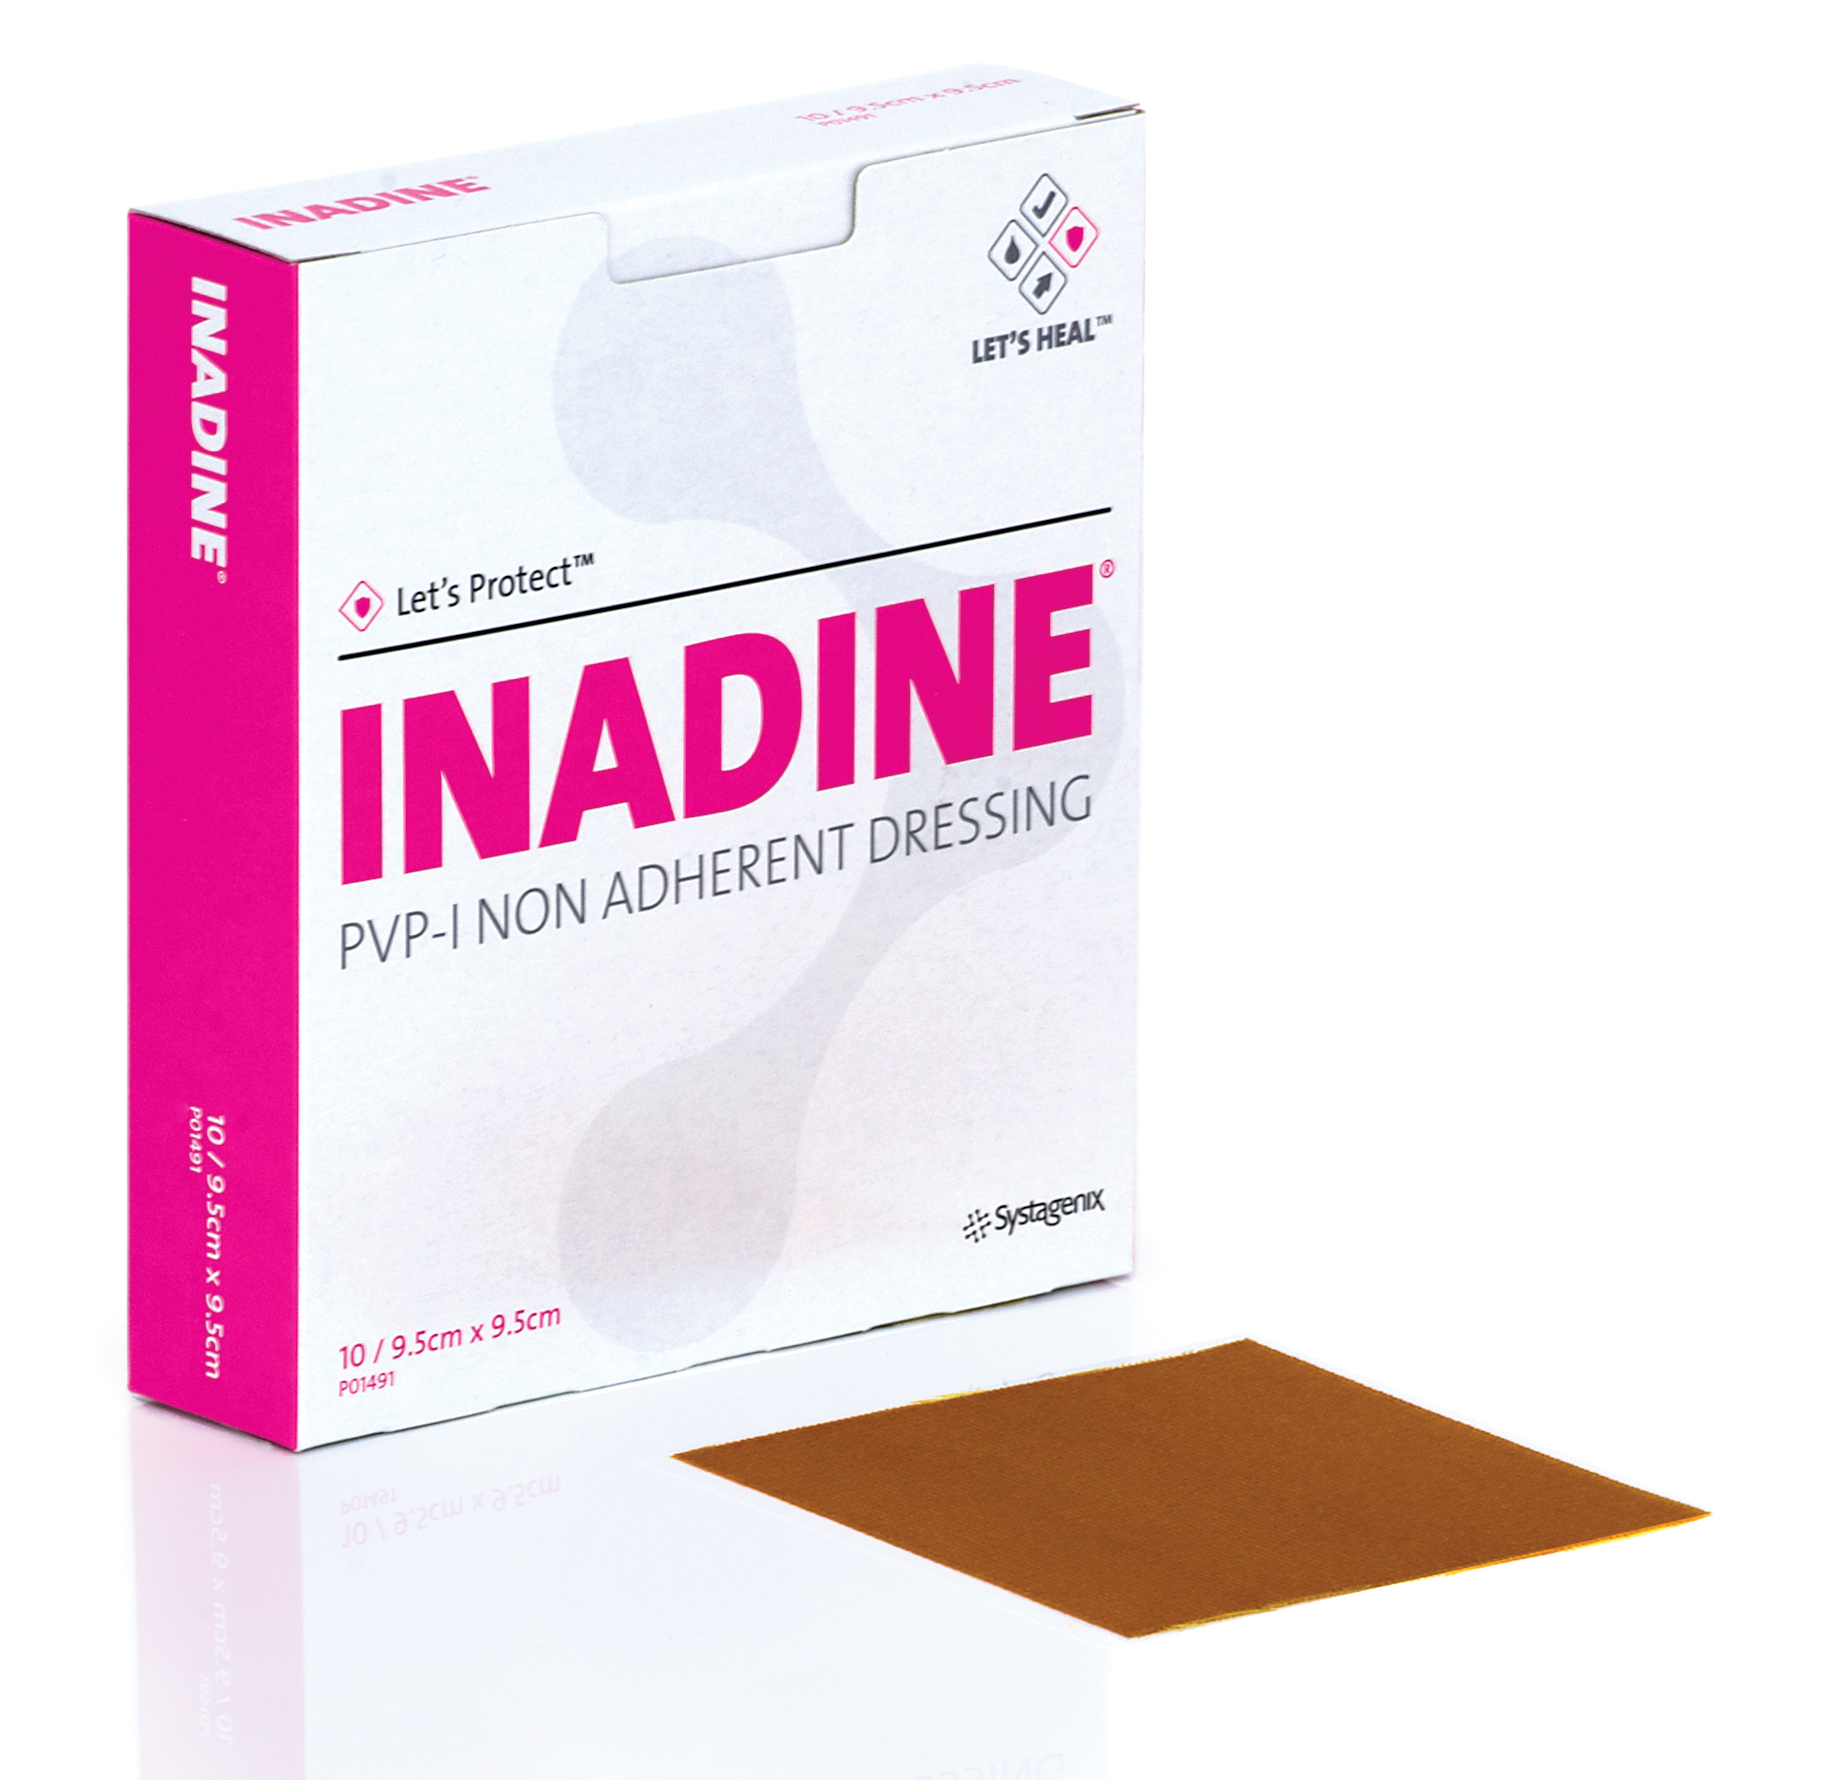 INADINE®
10 / 9.5cm x 9.5cm
P01491
INADINE®
10 / 9.5cm x 9.5cm
P01491
LET'S HEAL™
Let's Protect™
INADINE®
PVP-I NON ADHERENT DRESSING
Systagenix
10 / 9.5cm x 9.5cm
P01491